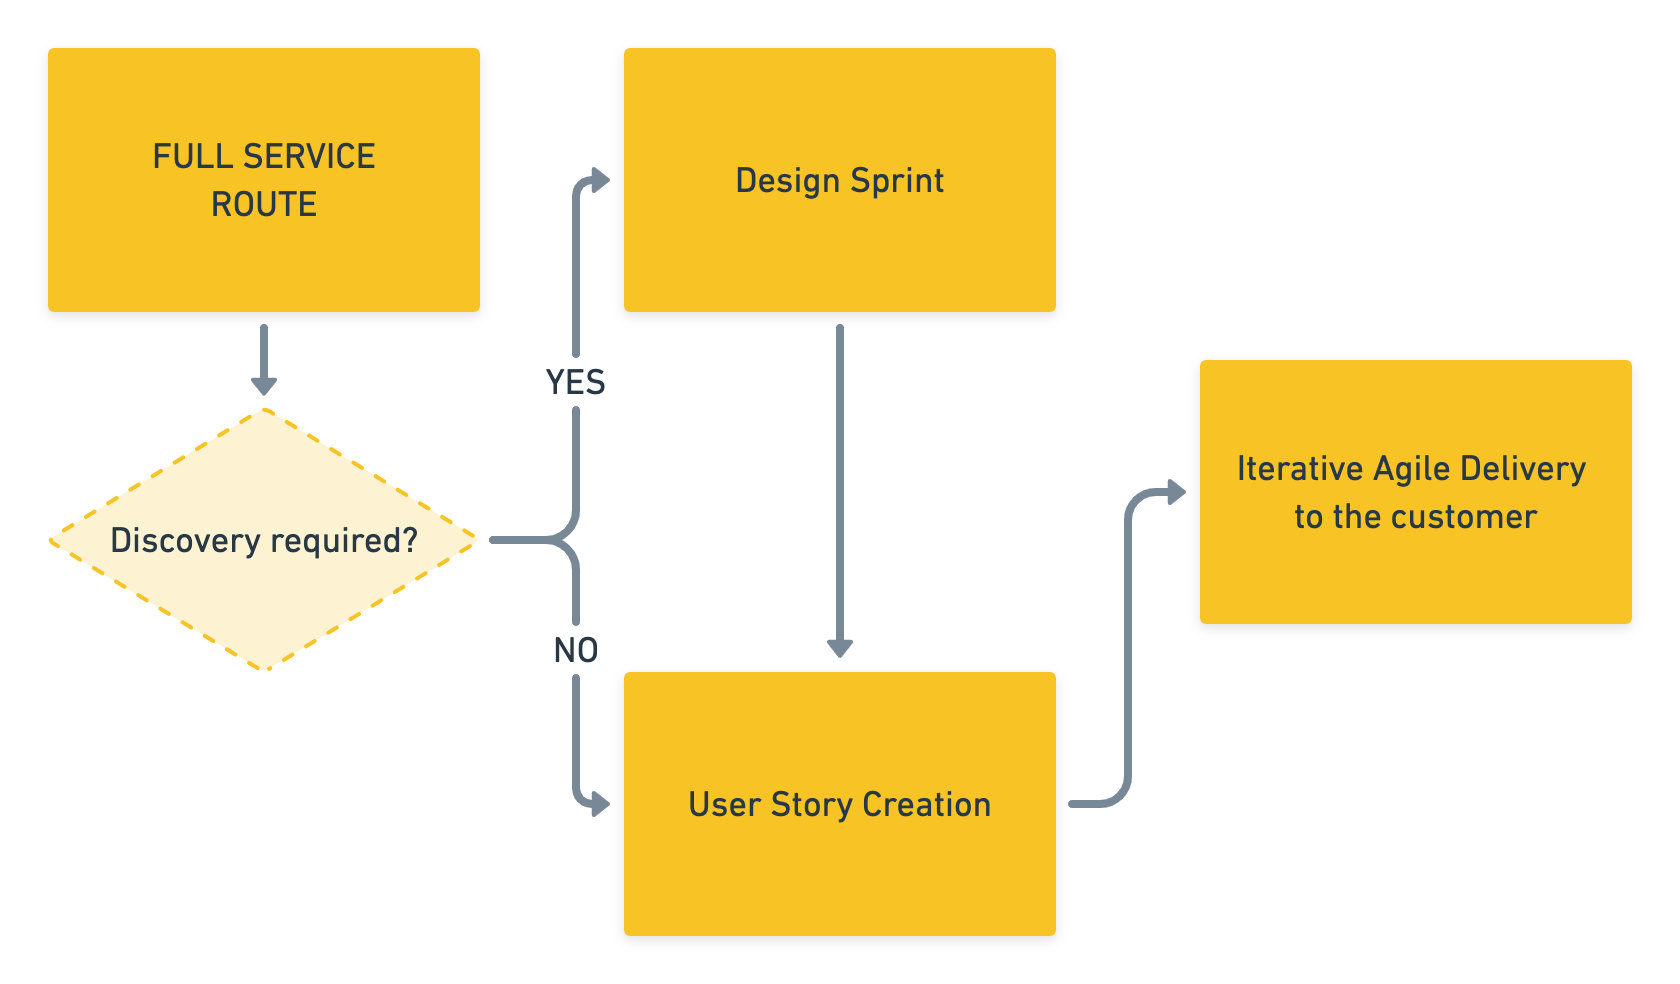 FULL SERVICE
ROUTE
Design Sprint
YES
Iterative Agile Delivery
to the customer
Discovery required?
NO
User Story Creation